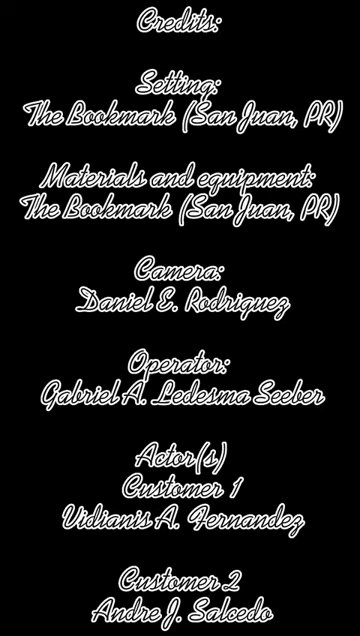 Credits:
Setting:
The Bookmark (San Juan, PR)
Materials and equipment:
The Bookmark (San Juan, PR)
Camera:
Daniel E. Rodriguez
Operator:
Gabriel A. Ledesma Seeber
Actor(s)
Customer 1
Vidianis A. Fernandez
Customer 2
Andre J. Salcedo